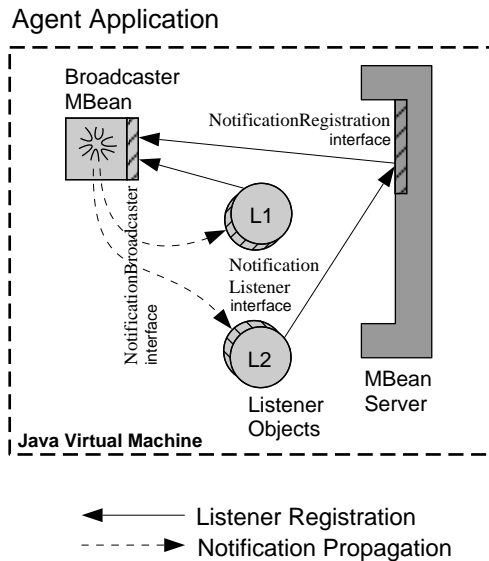 Agent Application
Broadcaster
MBean
NotificationRegistration
interface
L1
NotificationBroadcaster
interface
Notification
Listener
interface
L2
Listener
Objects
MBean
Server
Java Virtual Machine
Listener Registration
Notification Propagation